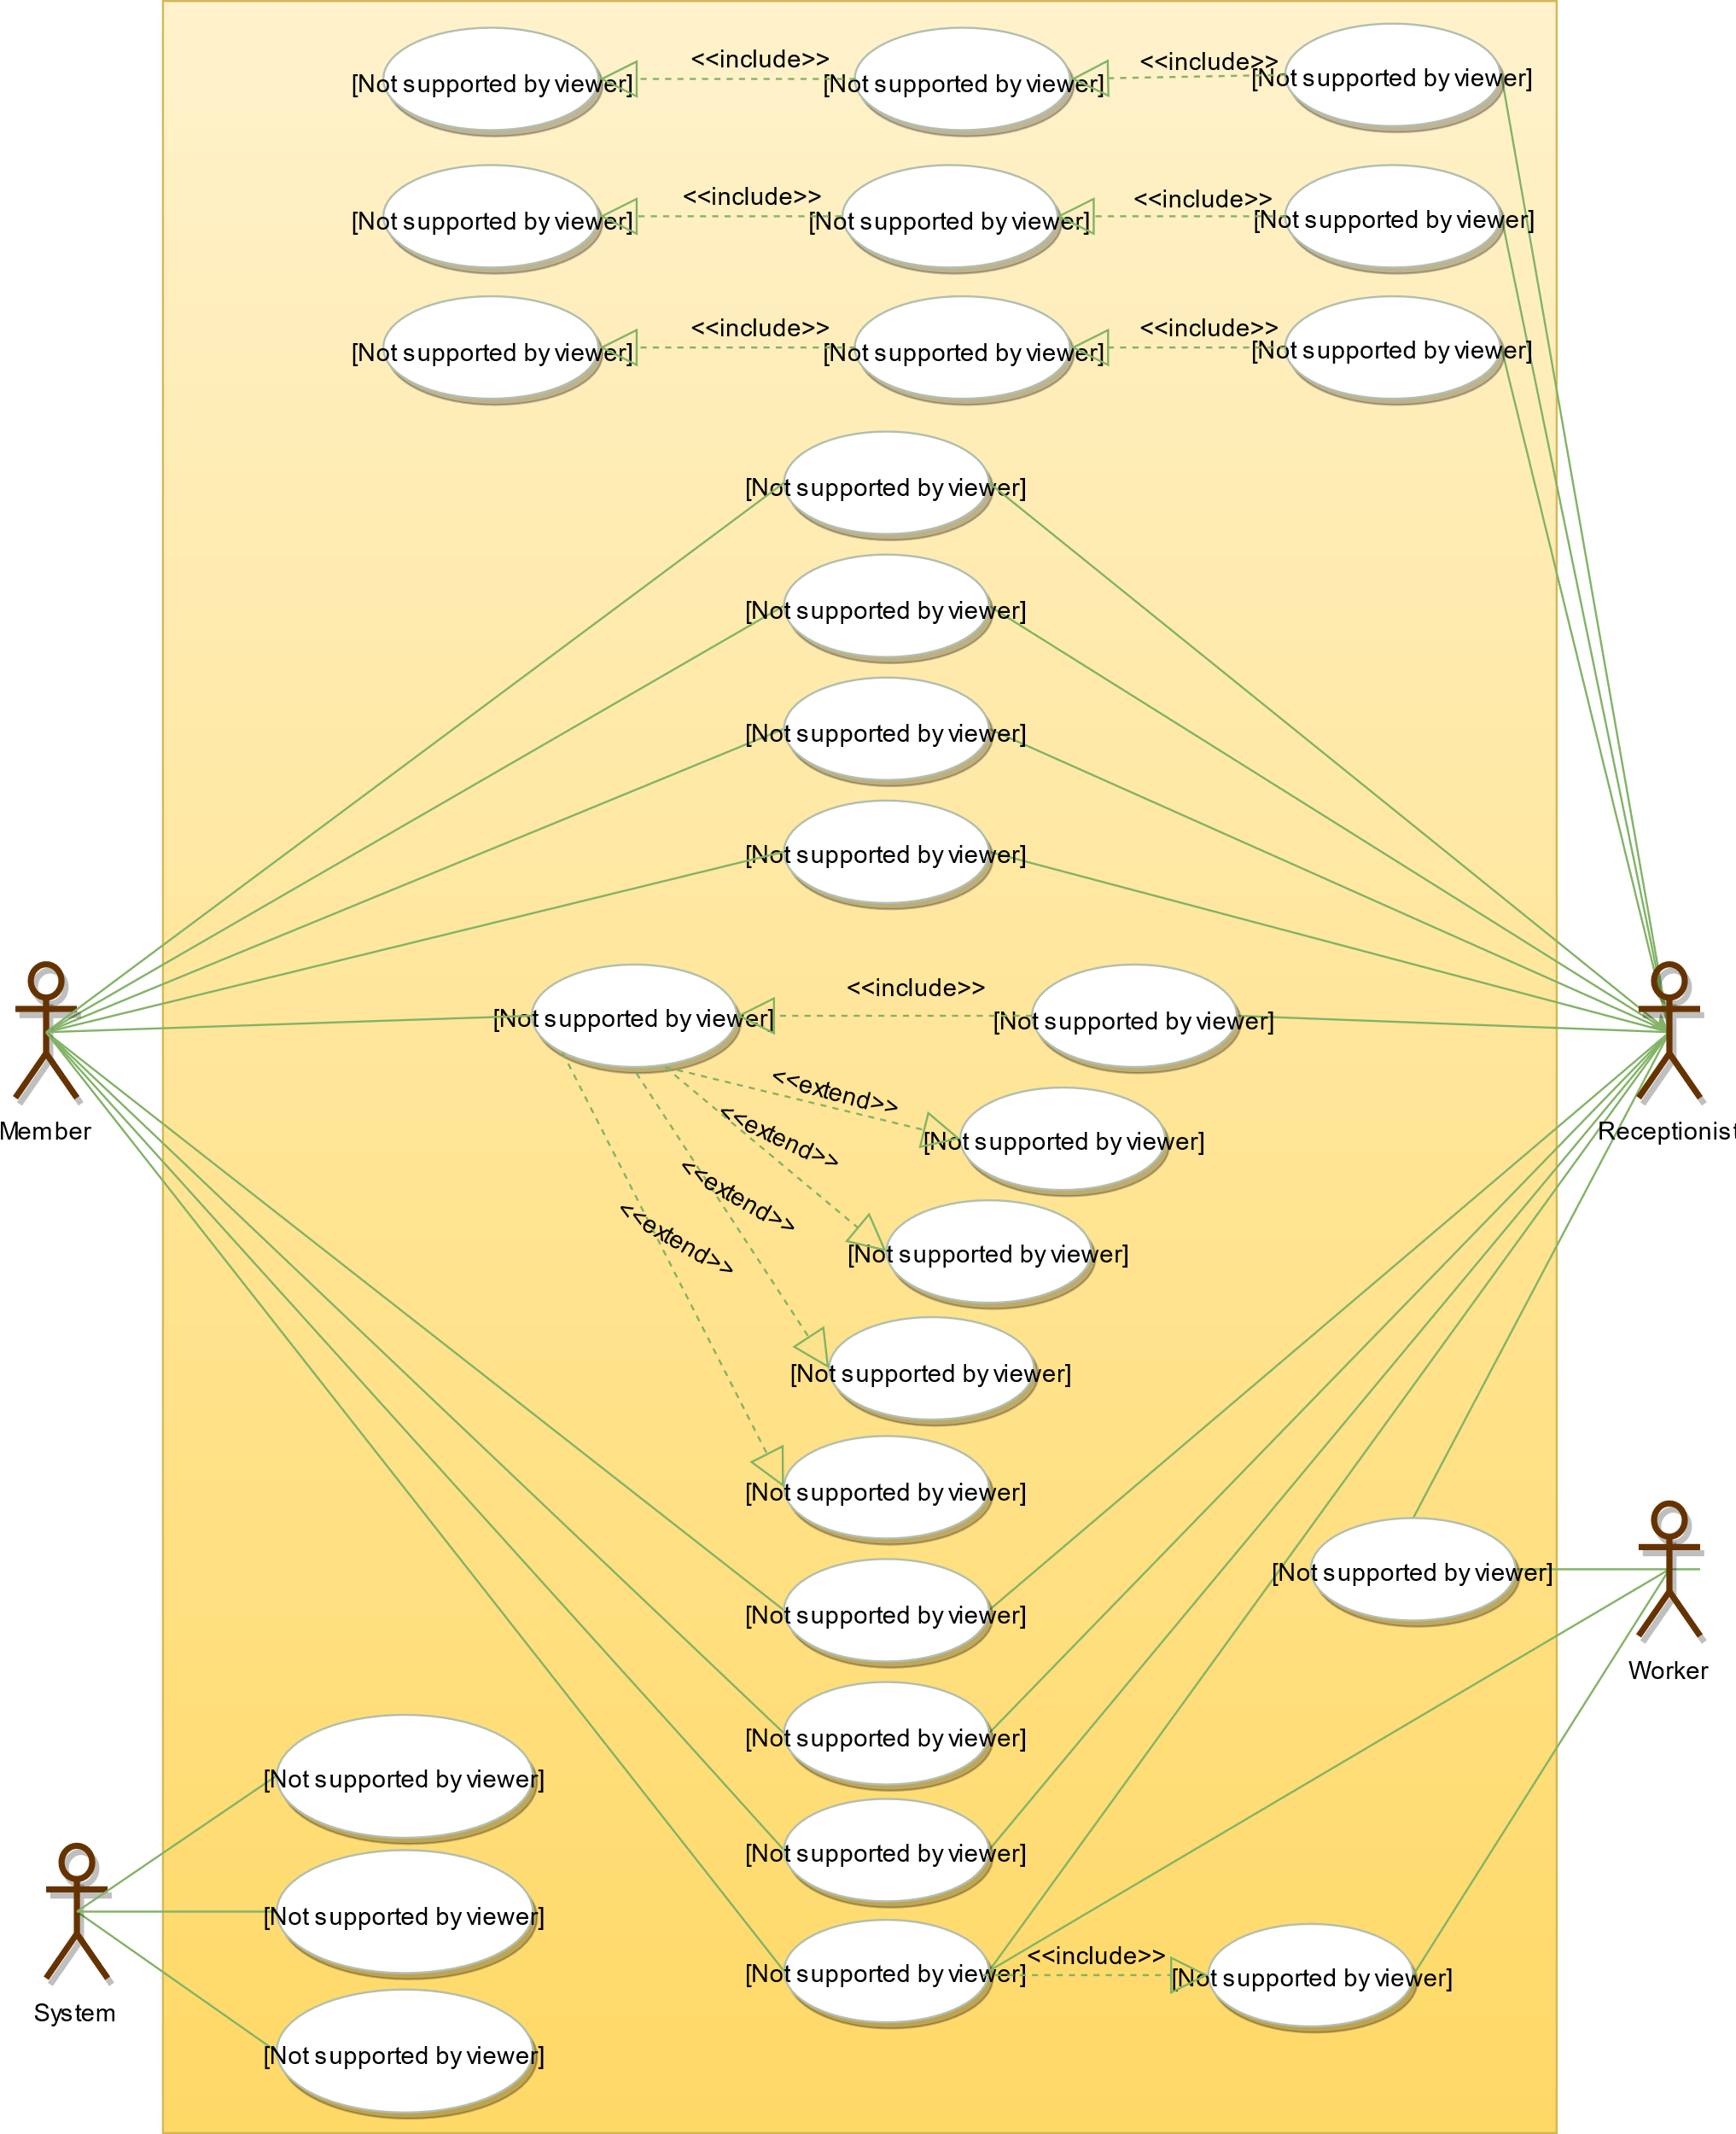 <<include>>
<<include>>
[Not supported by viewer]
[Not supported by viewer]
[Not supported by viewer]
<<include>>
<<include>>
[Not supported by viewer]
[Not supported by viewer]
[Not supported by viewer]
<<include>>
<<include>>
[Not supported by viewer]
[Not supported by viewer]
[Not supported by viewer]
[Not supported by viewer]
[Not supported by viewer]
[Not supported by viewer]
[Not supported by viewer]
<<include>>
[Not supported by viewer]
[Not supported by viewer]
<<extend>>
Member
<<extend>>
[Not supported by viewer]
Receptionist
<<extend>>
<<extend>>
[Not supported by viewer]
[Not supported by viewer]
[Not supported by viewer]
[Not supported by viewer]
[Not supported by viewer]
Worker
[Not supported by viewer]
[Not supported by viewer]
[Not supported by viewer]
[Not supported by viewer]
<<include>>
[Not supported by viewer]
[Not supported by viewer]
System
[Not supported by viewer]